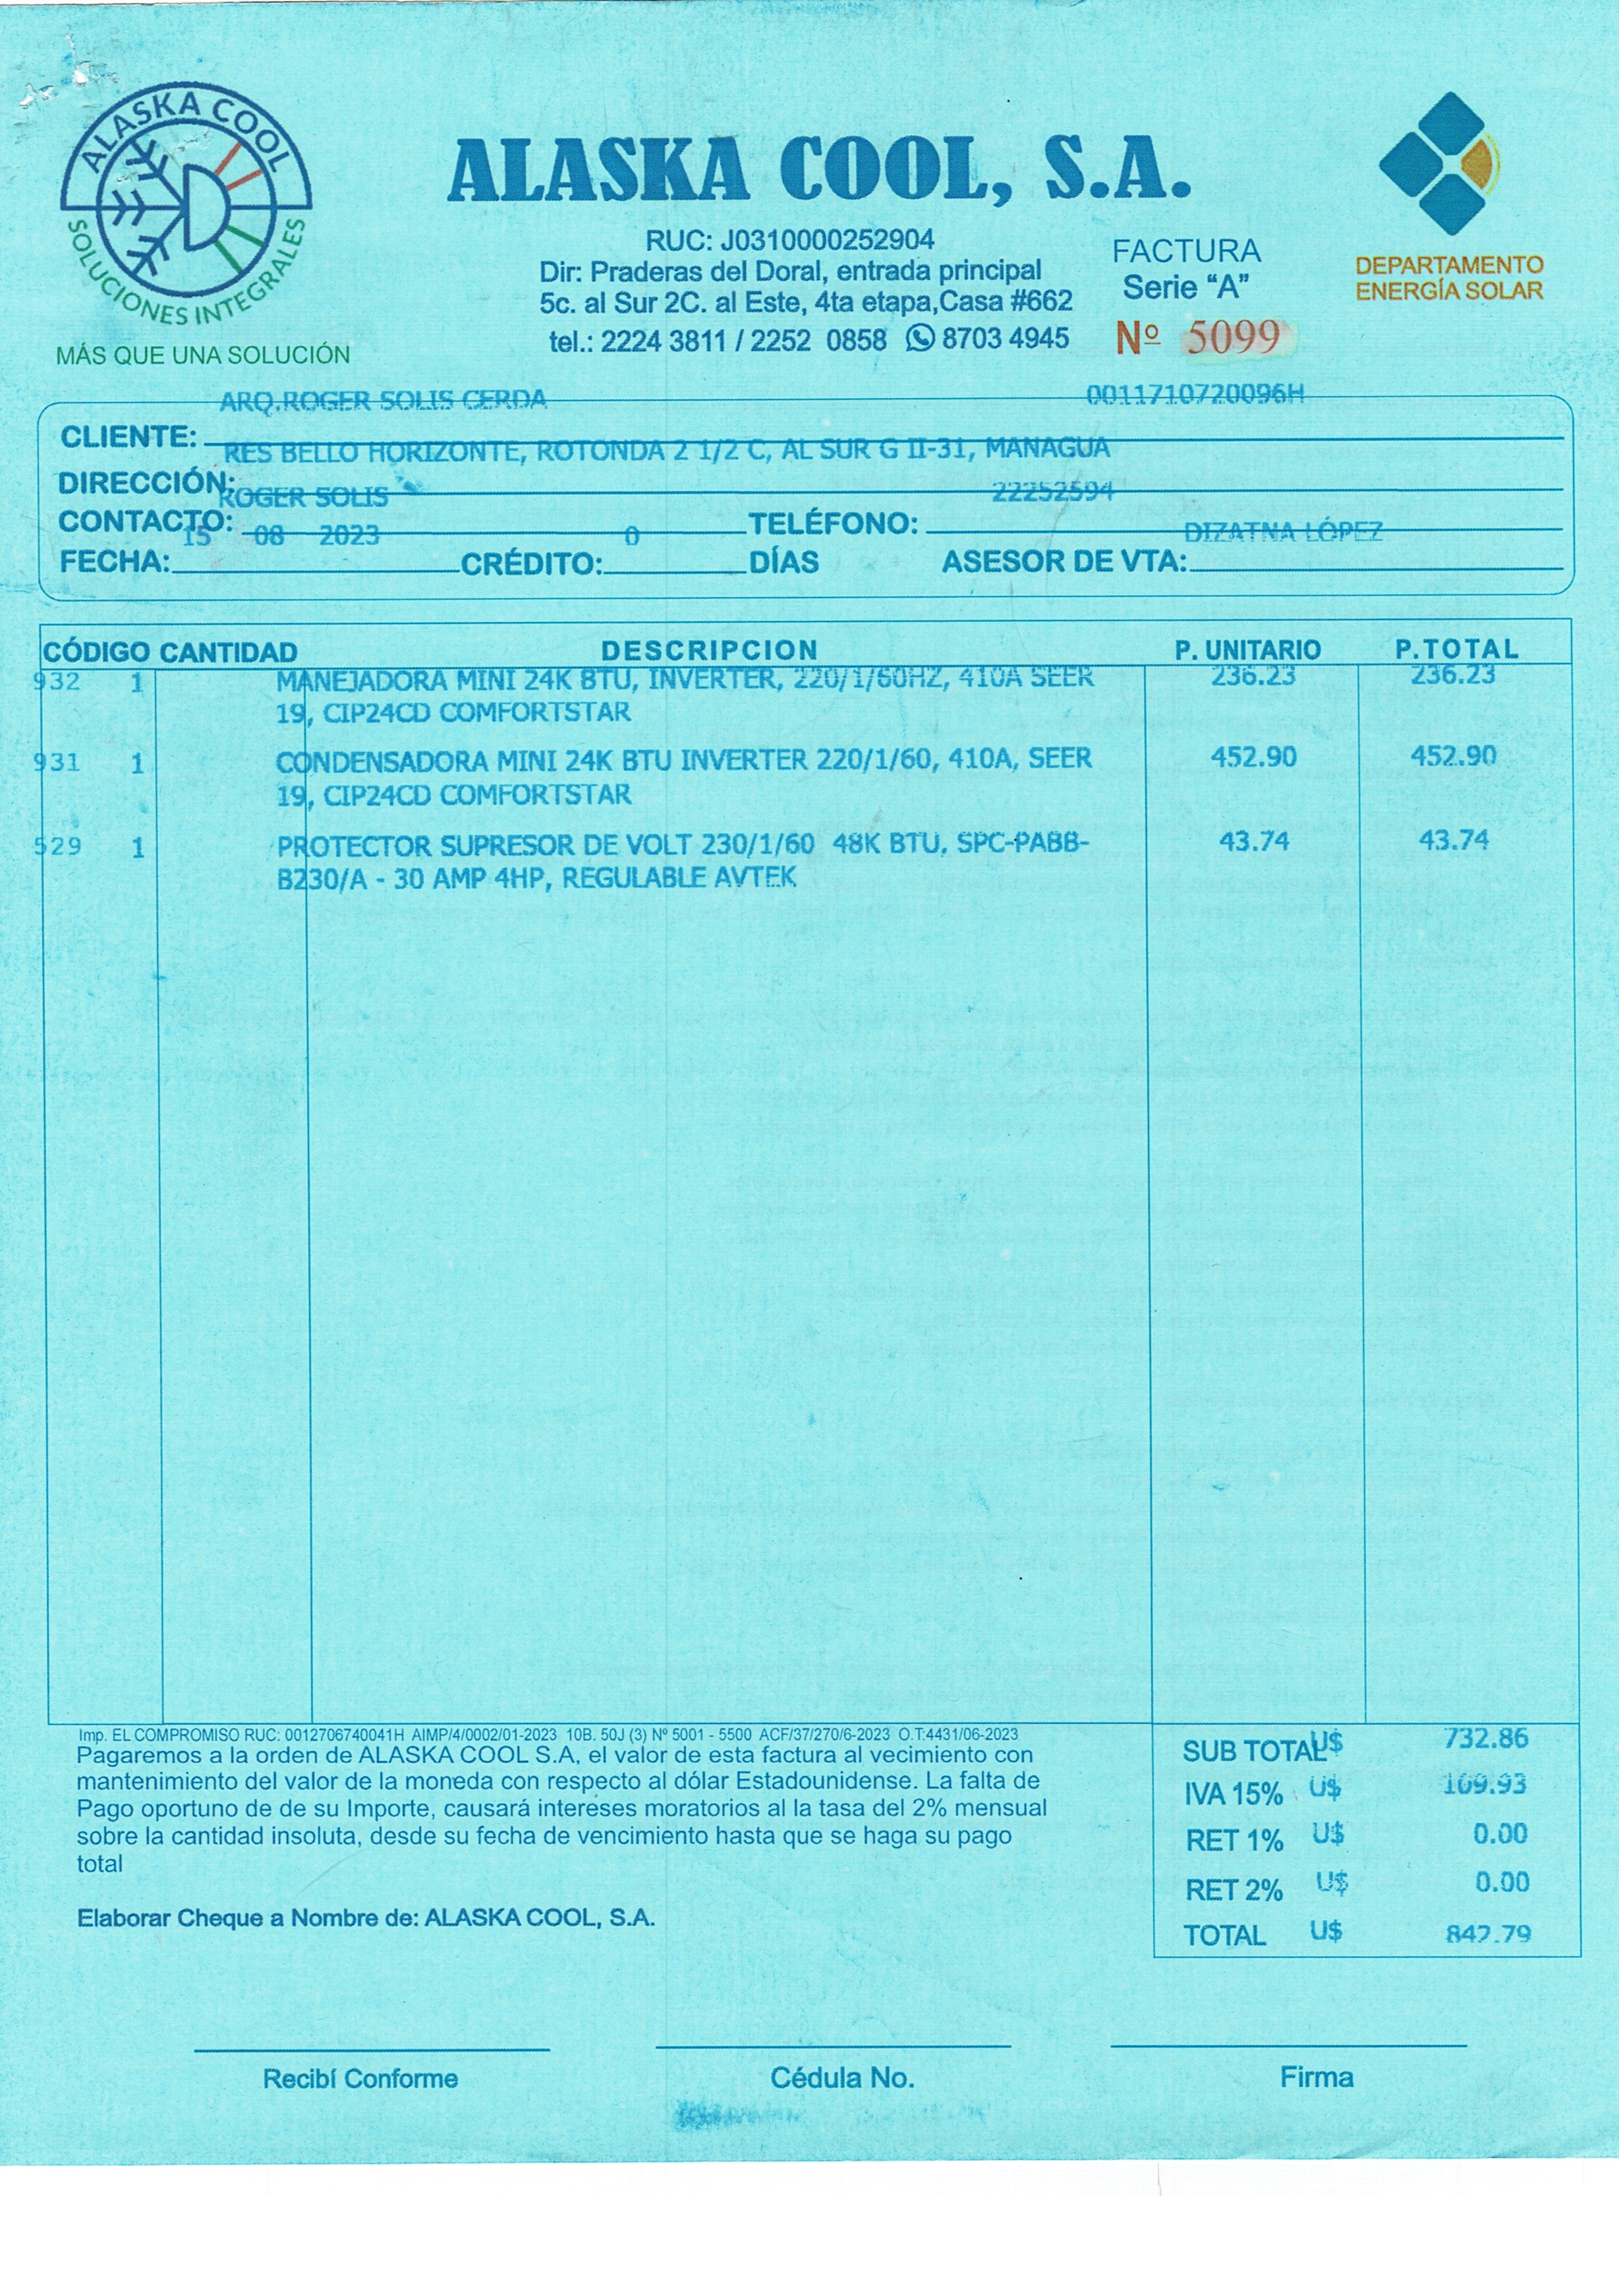 ALASKA COOL
SOLUCIONES INTEGRALES
MÁS QUE UNA SOLUCIÓN
ALASKA COOL, S.A.
RUC: J0310000252904
Dir: Praderas del Doral, entrada principal
5c. al Sur 2C. al Este, 4ta etapa,Casa #662
tel.: 2224 3811 / 2252 0858 8703 4945
FACTURA
Serie "A"
Nº 5099
DEPARTAMENTO
ENERGÍA SOLAR
CLIENTE: ARQ.ROGER SOLIS CERDA 0011710720096H
DIRECCIÓN: RES BELLO HORIZONTE, ROTONDA 2 1/2 C, AL SUR G II-31, MANAGUA
CONTACTO: ROGER SOLIS TELÉFONO: 22252594
FECHA: 15 08 2023 CRÉDITO: 0 DÍAS ASESOR DE VTA: DIZATNA LÓPEZ
CÓDIGO CANTIDAD DESCRIPCION P. UNITARIO P.TOTAL
932 1 MANEJADORA MINI 24K BTU, INVERTER, 220/1/60HZ, 410A SEER 236.23 236.23
19, CIP24CD COMFORTSTAR
931 1 CONDENSADORA MINI 24K BTU INVERTER 220/1/60, 410A, SEER 452.90 452.90
19, CIP24CD COMFORTSTAR
529 1 PROTECTOR SUPRESOR DE VOLT 230/1/60 48K BTU, SPC-PABB- 43.74 43.74
B230/A - 30 AMP 4HP, REGULABLE AVTEK
Imp. EL COMPROMISO RUC: 0012706740041H AIMP/4/0002/01-2023 10B. 50J (3) Nº 5001 - 5500 ACF/37/270/6-2023 O.T:4431/06-2023
Pagaremos a la orden de ALASKA COOL S.A, el valor de esta factura al vecimiento con
mantenimiento del valor de la moneda con respecto al dólar Estadounidense. La falta de
Pago oportuno de de su Importe, causará intereses moratorios al la tasa del 2% mensual
sobre la cantidad insoluta, desde su fecha de vencimiento hasta que se haga su pago
total
Elaborar Cheque a Nombre de: ALASKA COOL, S.A.
SUB TOTAL U$ 732.86
IVA 15% U$ 109.93
RET 1% U$ 0.00
RET 2% U$ 0.00
TOTAL U$ 842.79
Recibí Conforme Cédula No. Firma